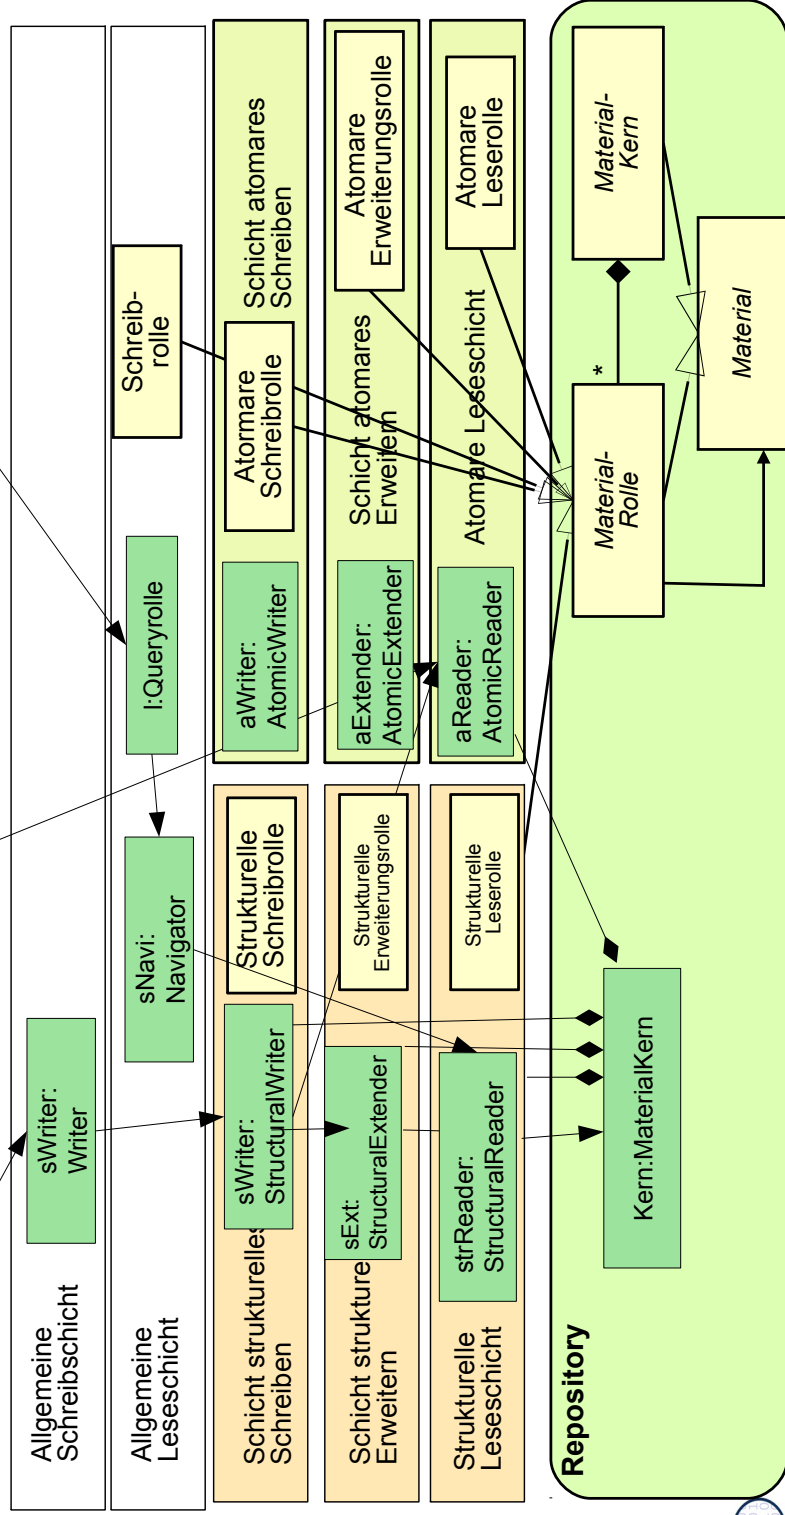 Allgemeine
Schreibschicht
sWriter:
Writer
Allgemeine
Leseschicht
sNavi:
Navigator
I:Queryrolle
Schreib-
rolle
Schicht strukturelles
Schreiben
sWriter:
StructuralWriter
Strukturelle
Schreibrolle
aWriter:
AtomicWriter
Atormare
Schreibrolle
Schicht atomares
Schreiben
Schicht strukture
Erweitern
sExt:
StructuralExtender
Strukturelle
Erweiterungsrolle
aExtender:
AtomicExtender
Schicht atomares
Erweitern
Atomare
Erweiterungsrolle
Strukturelle
Leseschicht
strReader:
StructuralReader
Strukturelle
Leserolle
aReader:
AtomicReader
Atomare Leseschicht
Atomare
Leserolle
Repository
Kern:MaterialKern
Material-
Rolle
*
Material-
Kern
Material